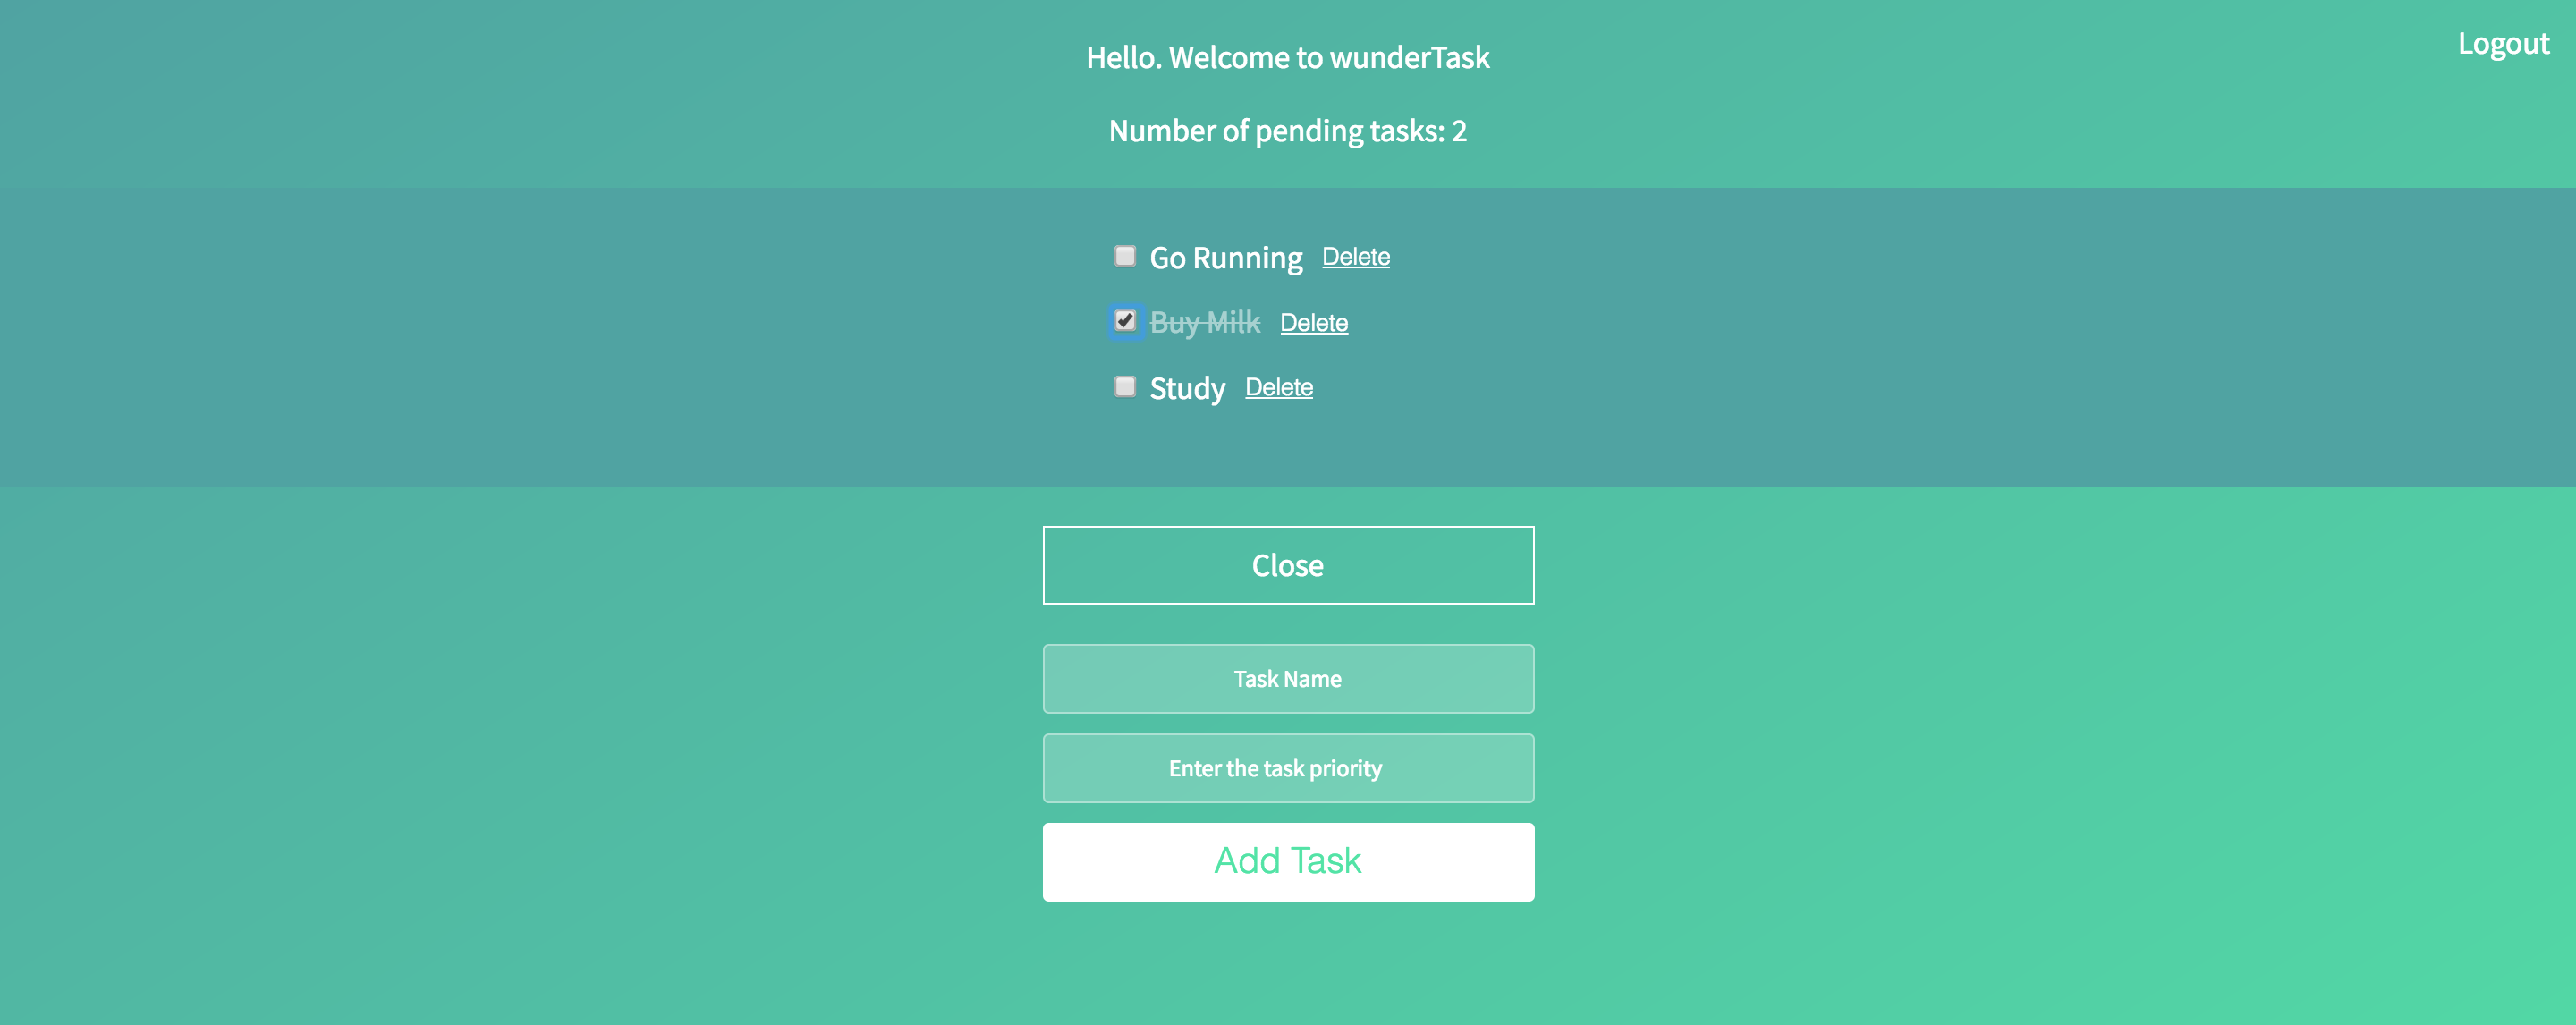 Logout
Hello. Welcome to wunderTask
Number of pending tasks: 2
Go Running Delete
Buy Milk Delete
Study Delete
Close
Task Name
Enter the task priority
Add Task